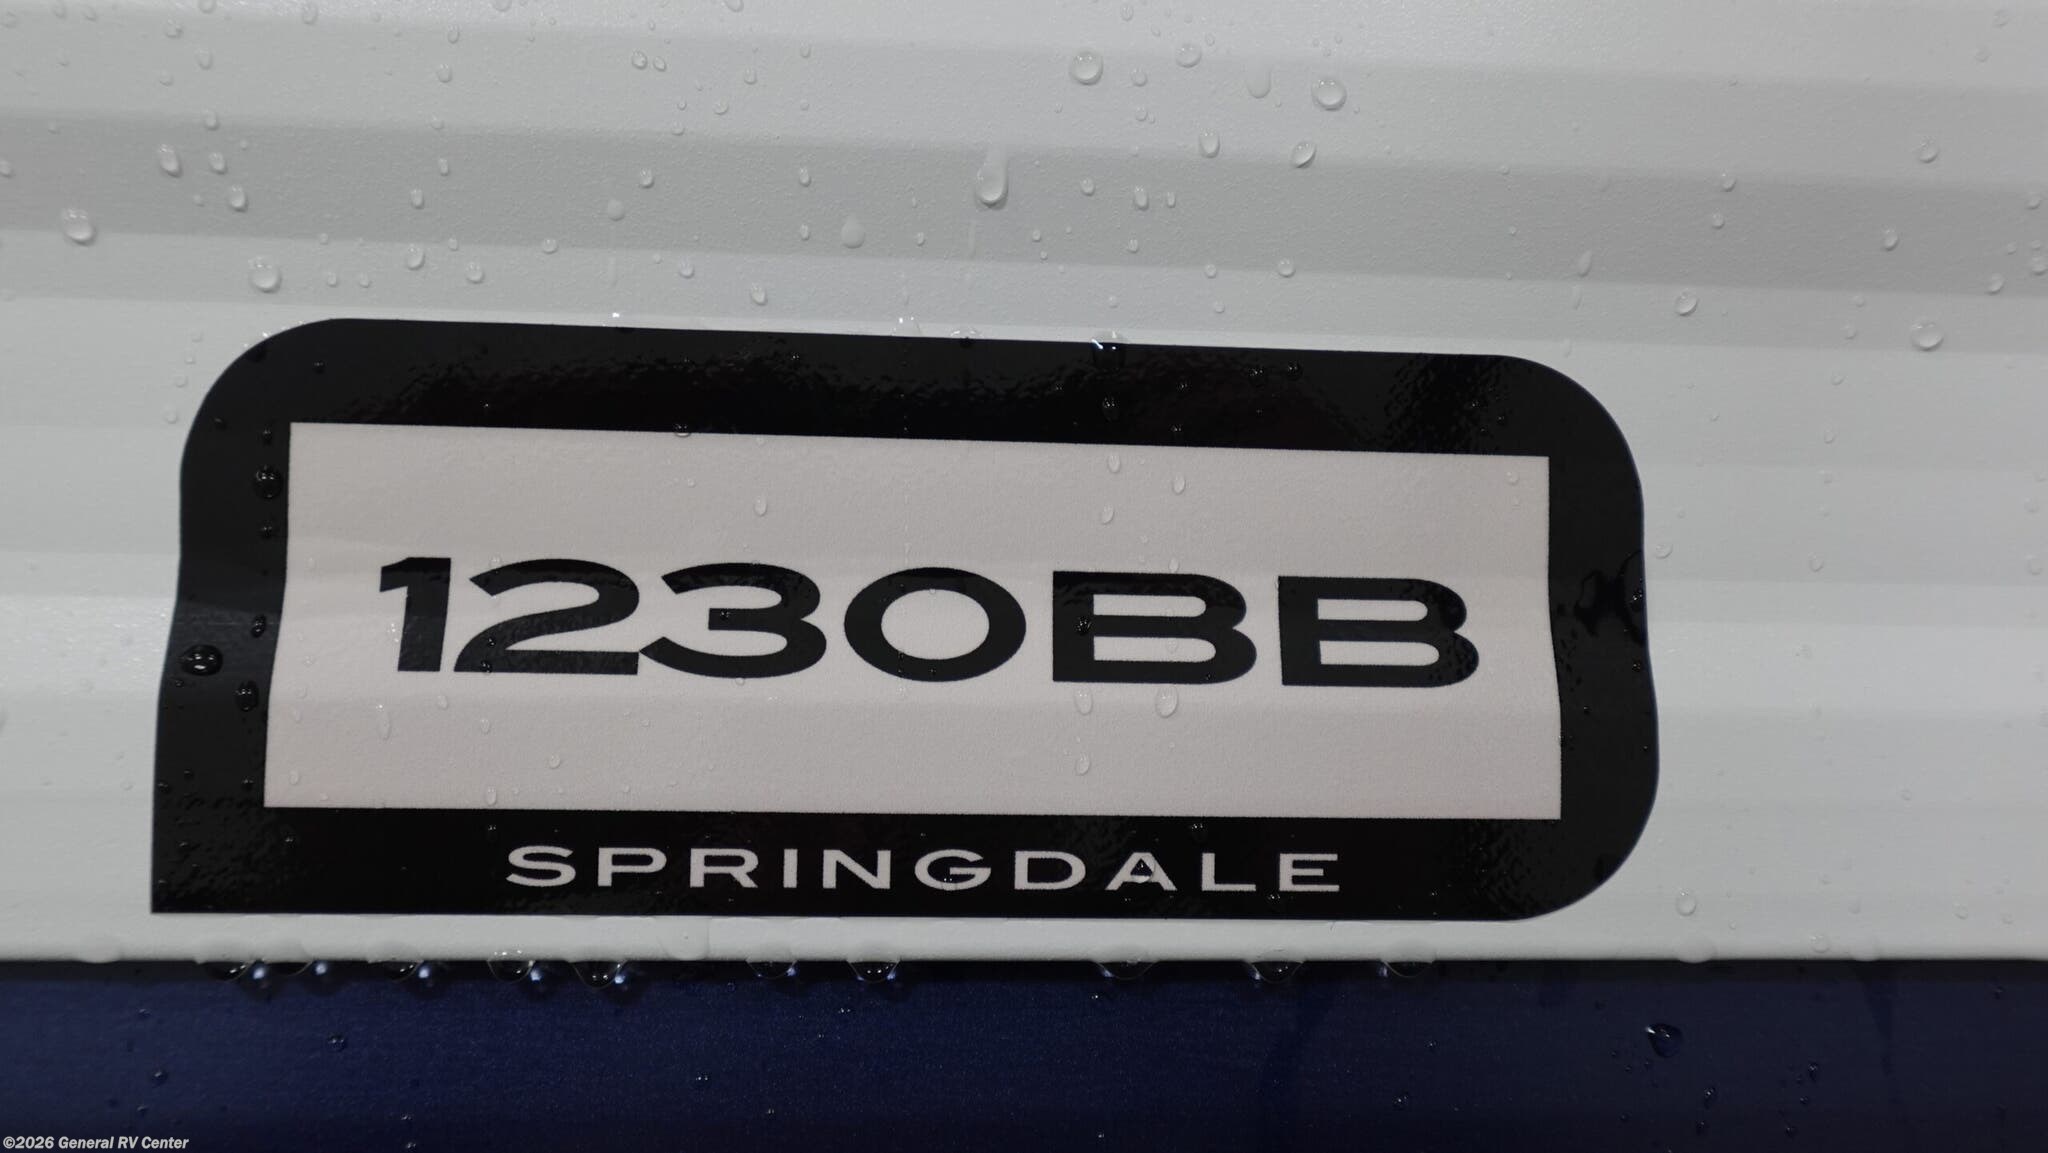 1230BB
SPRINGDALE
©2026 General RV Center